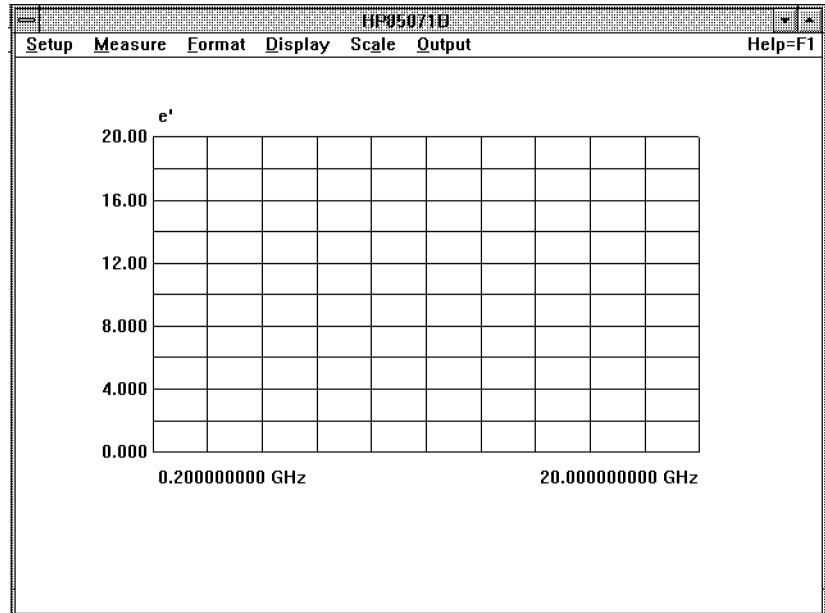 HP85071B
Setup Measure Format Display Scale Output Help=F1
e'
20.00
16.00
12.00
8.000
4.000
0.000
0.200000000 GHz 20.000000000 GHz